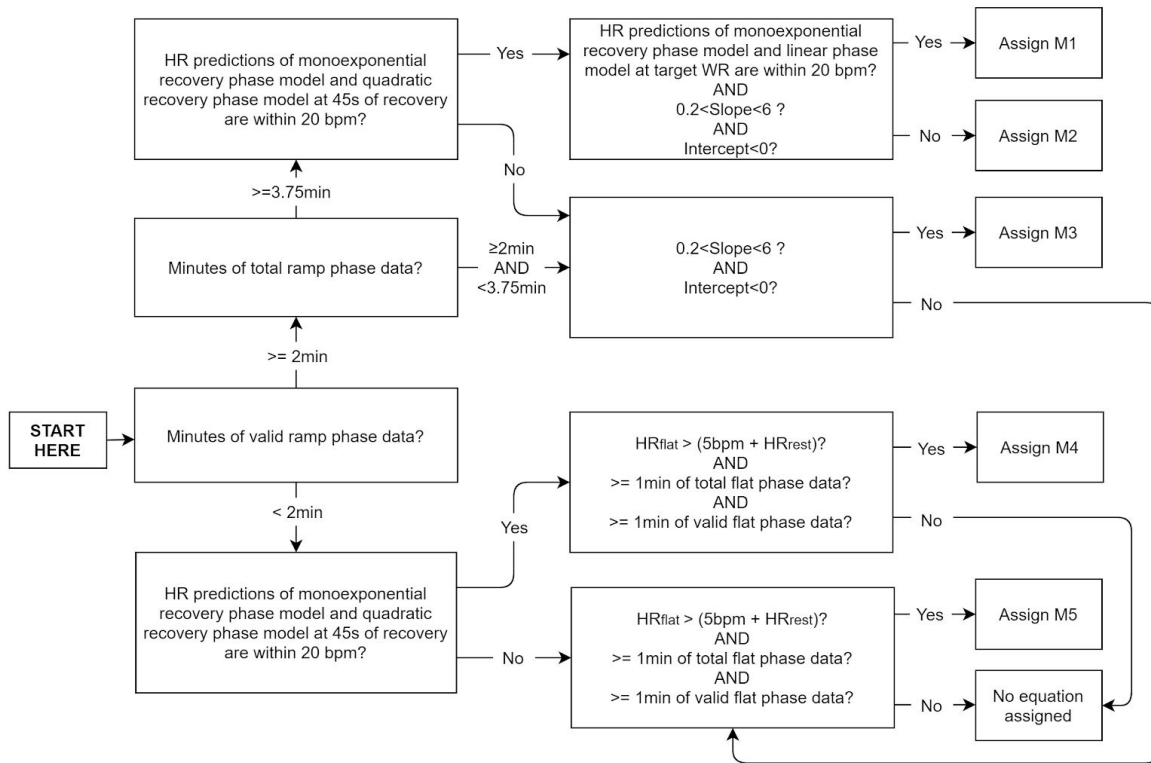 HR predictions of monoexponential
recovery phase model and quadratic
recovery phase model at 45s of recovery
are within 20 bpm?
Yes
No
HR predictions of monoexponential
recovery phase model and linear phase
model at target WR are within 20 bpm?
AND
0.2<Slope<6 ?
AND
Intercept<0?
Yes
Assign M1
No
Assign M2
>=3.75min
Minutes of total ramp phase data?
≥2min
AND
<3.75min
0.2<Slope<6 ?
AND
Intercept<0?
Yes
Assign M3
No
>= 2min
START
HERE
Minutes of valid ramp phase data?
< 2min
HR predictions of monoexponential
recovery phase model and quadratic
recovery phase model at 45s of recovery
are within 20 bpm?
Yes
No
HRflat > (5bpm + HRrest)?
AND
>= 1min of total flat phase data?
AND
>= 1min of valid flat phase data?
Yes
Assign M4
No
HRflat > (5bpm + HRrest)?
AND
>= 1min of total flat phase data?
AND
>= 1min of valid flat phase data?
Yes
Assign M5
No
No equation
assigned